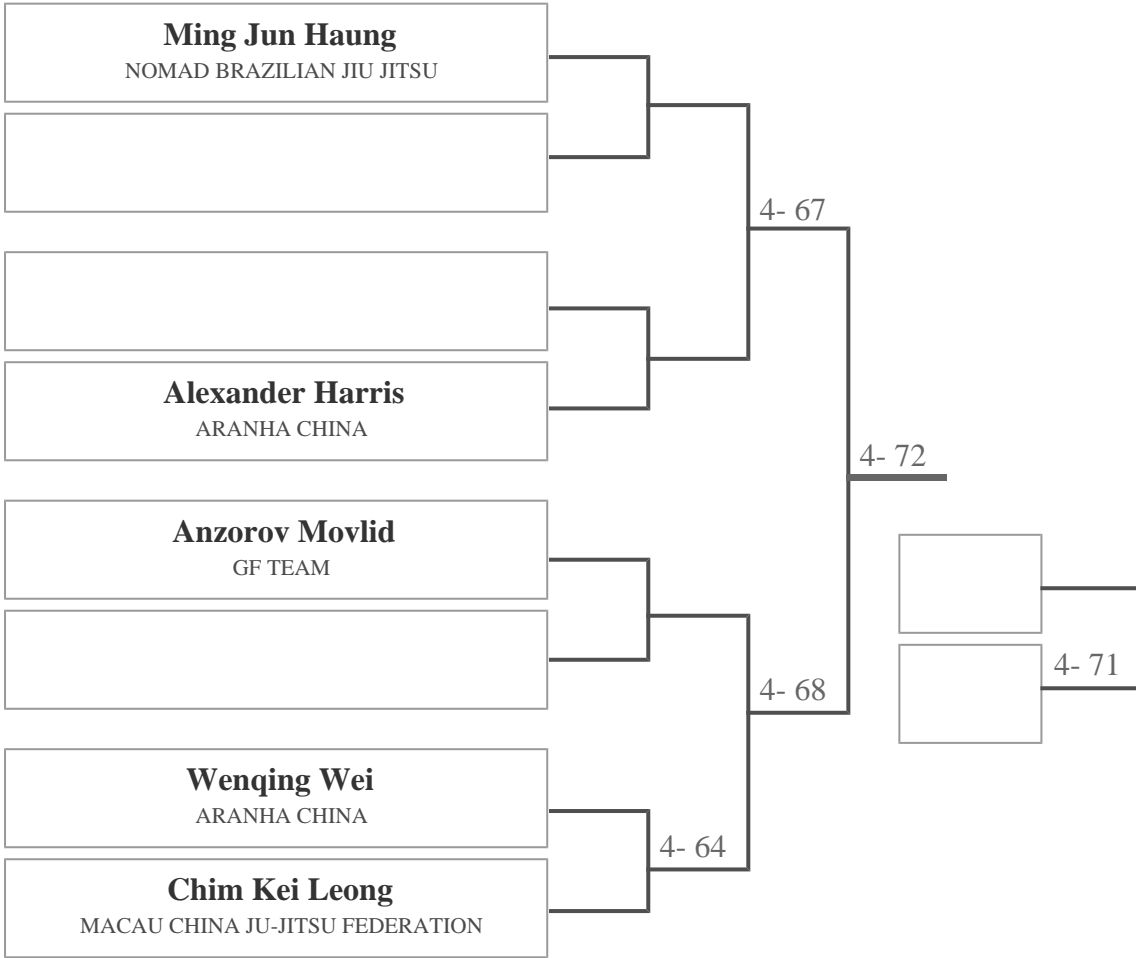 Ming Jun Haung
NOMAD BRAZILIAN JIU JITSU
4- 67
Alexander Harris
ARANHA CHINA
4- 72
Anzorov Movlid
GF TEAM
4- 71
4- 68
Wenqing Wei
ARANHA CHINA
4- 64
Chim Kei Leong
MACAU CHINA JU-JITSU FEDERATION